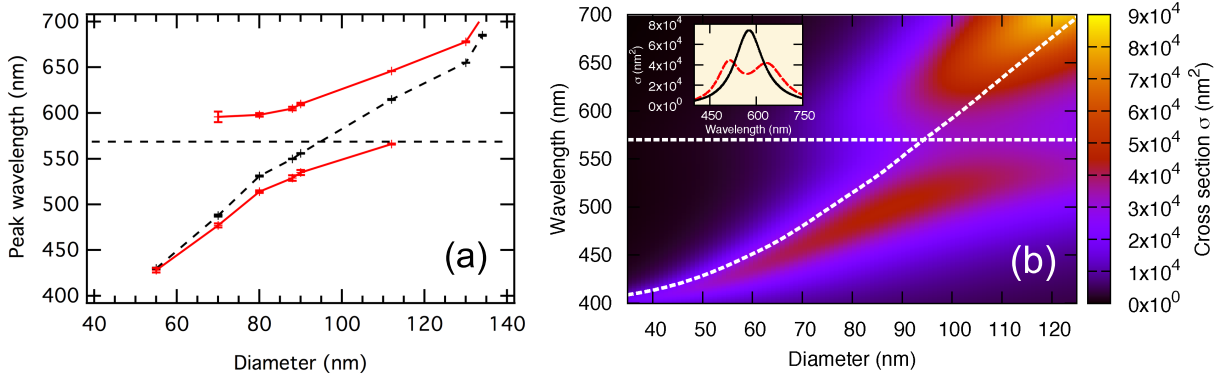 700
650
600
550
500
450
400
Peak wavelength (nm)
40
60
80
100
120
140
Diameter (nm)
(a)
700
650
600
550
500
450
400
Wavelength (nm)
40
50
60
70
80
90
100
110
120
Diameter (nm)
(b)
8x10⁴
6x10⁴
4x10⁴
2x10⁴
0x10⁰
σ (nm²)
450
600
750
Wavelength (nm)
9x10⁴
8x10⁴
7x10⁴
6x10⁴
5x10⁴
4x10⁴
3x10⁴
2x10⁴
1x10⁴
0x10⁰
Cross section σ (nm²)